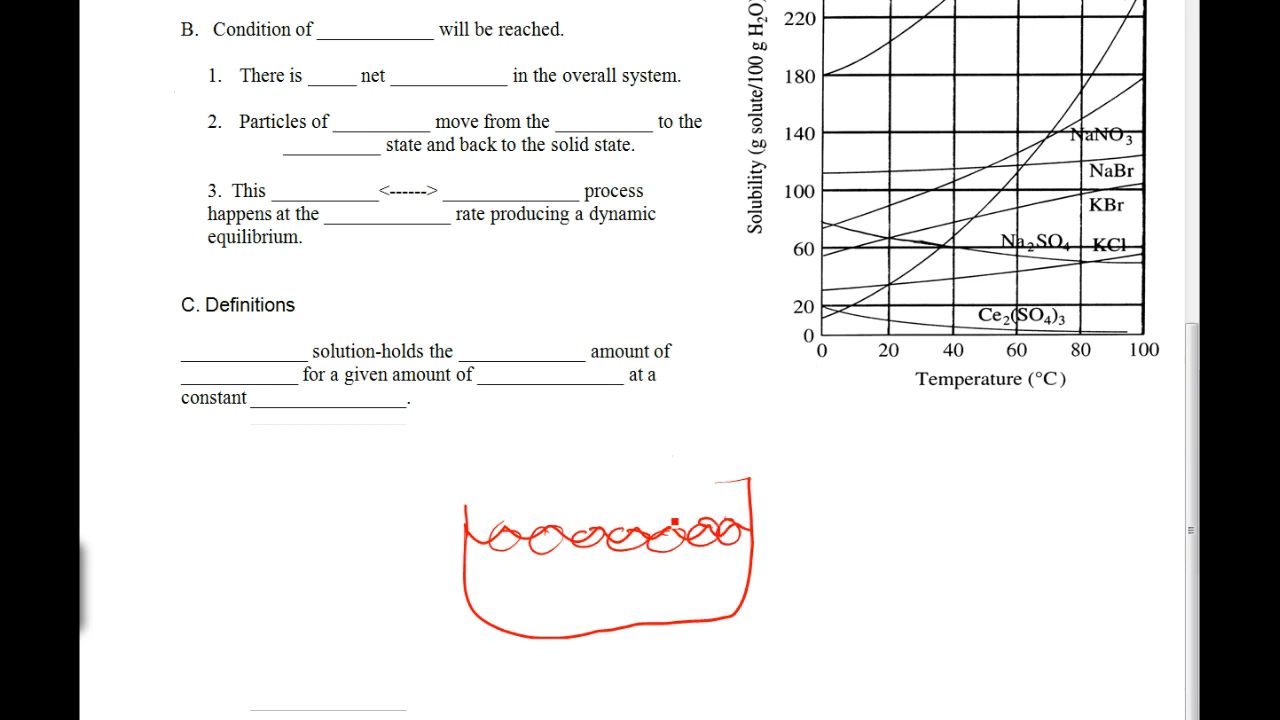 B. Condition of ____________ will be reached.
1. There is _____ net ____________ in the overall system.
2. Particles of __________ move from the __________ to the
__________ state and back to the solid state.
3. This ___________ <------> ______________ process
happens at the _____________ rate producing a dynamic
equilibrium.
C. Definitions
_____________ solution-holds the _____________ amount of
____________ for a given amount of _______________ at a
constant ________________.
Solubility (g solute/100 g H₂O)
220
180
140
100
60
20
0
NaNO₃
NaBr
KBr
Na₂SO₄
KCl
Ce₂(SO₄)₃
0 20 40 60 80 100
Temperature (°C)